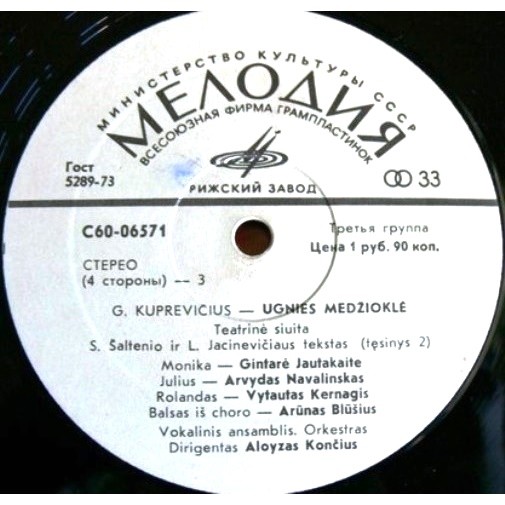 МИНИСТЕРСТВО КУЛЬТУРЫ СССР
МЕЛОДИЯ
ВСЕСОЮЗНАЯ ФИРМА ГРАМПЛАСТИНОК
РИЖСКИЙ ЗАВОД
Гост
5289-73
33
С60-06571
Третья группа
Цена 1 руб. 90 коп.
СТЕРЕО
(4 стороны) -- 3
G. KUPREVIČIUS — UGNIES MEDŽIOKLĖ
Teatrinė siuita
S. Šaltenio ir L. Jacinevičiaus tekstas (tęsinys 2)
Monika — Gintarė Jautakaite
Julius — Arvydas Navalinskas
Rolandas — Vytautas Kernagis
Balsas iš choro — Arūnas Blūšius
Vokalinis ansamblis. Orkestras
Dirigentas Aloyzas Končius